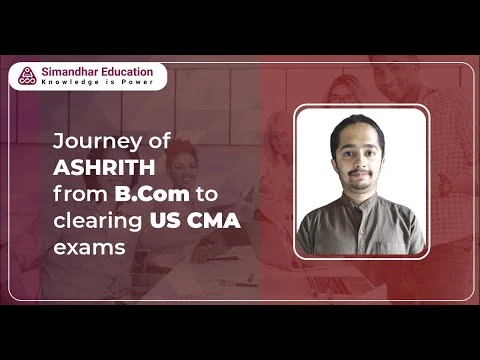 Simandhar Education
Knowledge is Power
Journey of
ASHRITH
from B.Com to
clearing US CMA
exams